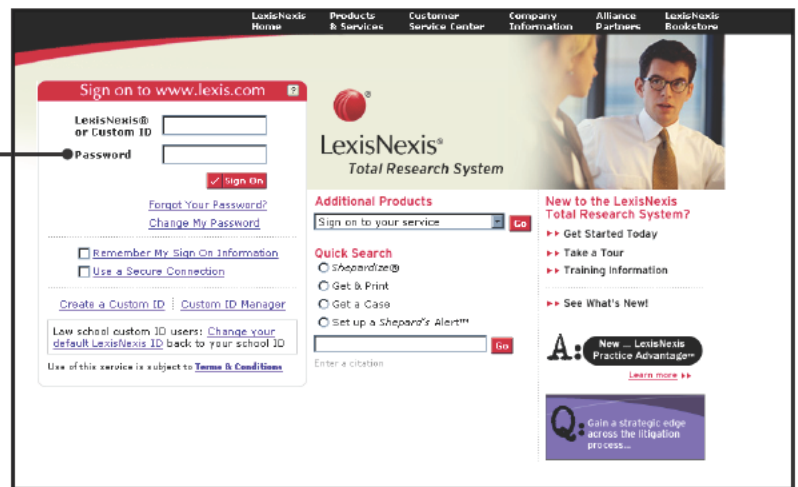 LexisNexis Home
Products & Services
Customer Service Center
Company Information
Alliance Partners
LexisNexis Bookstore
Sign on to www.lexis.com ?
LexisNexis®
or Custom ID
Password
Sign On
Forgot Your Password?
Change My Password
Remember My Sign On Information
Use a Secure Connection
Create a Custom ID
Custom ID Manager
Law school custom ID users: Change your
default LexisNexis ID back to your school ID
Use of this service is subject to Terms & Conditions
LexisNexis®
Total Research System
Additional Products
Sign on to your service
Go
Quick Search
Shepardize®
Get & Print
Get a Case
Set up a Shepard's Alert™
Go
Enter a citation
New to the LexisNexis
Total Research System?
Get Started Today
Take a Tour
Training Information
See What's New!
A:
New ... LexisNexis
Practice Advantage™
Learn more
Q:
Gain a strategic edge
across the litigation
process...